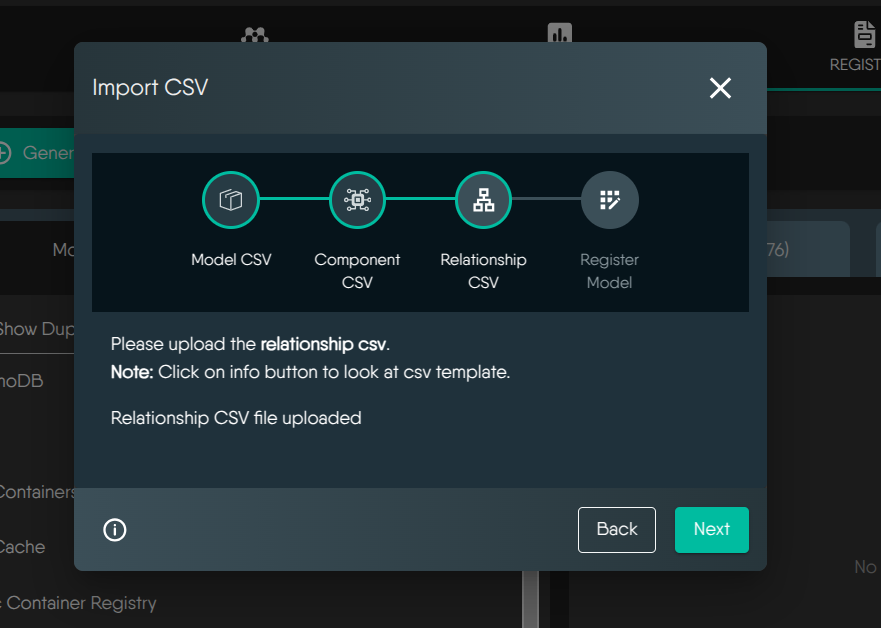 REGIST
Import CSV
Gener
Mo
76)
Model CSV
Component
CSV
Relationship
CSV
Register
Model
Show Dup
Please upload the relationship csv.
Note: Click on info button to look at csv template.
noDB
Relationship CSV file uploaded
Containers
Back
Next
Cache
No
c Container Registry